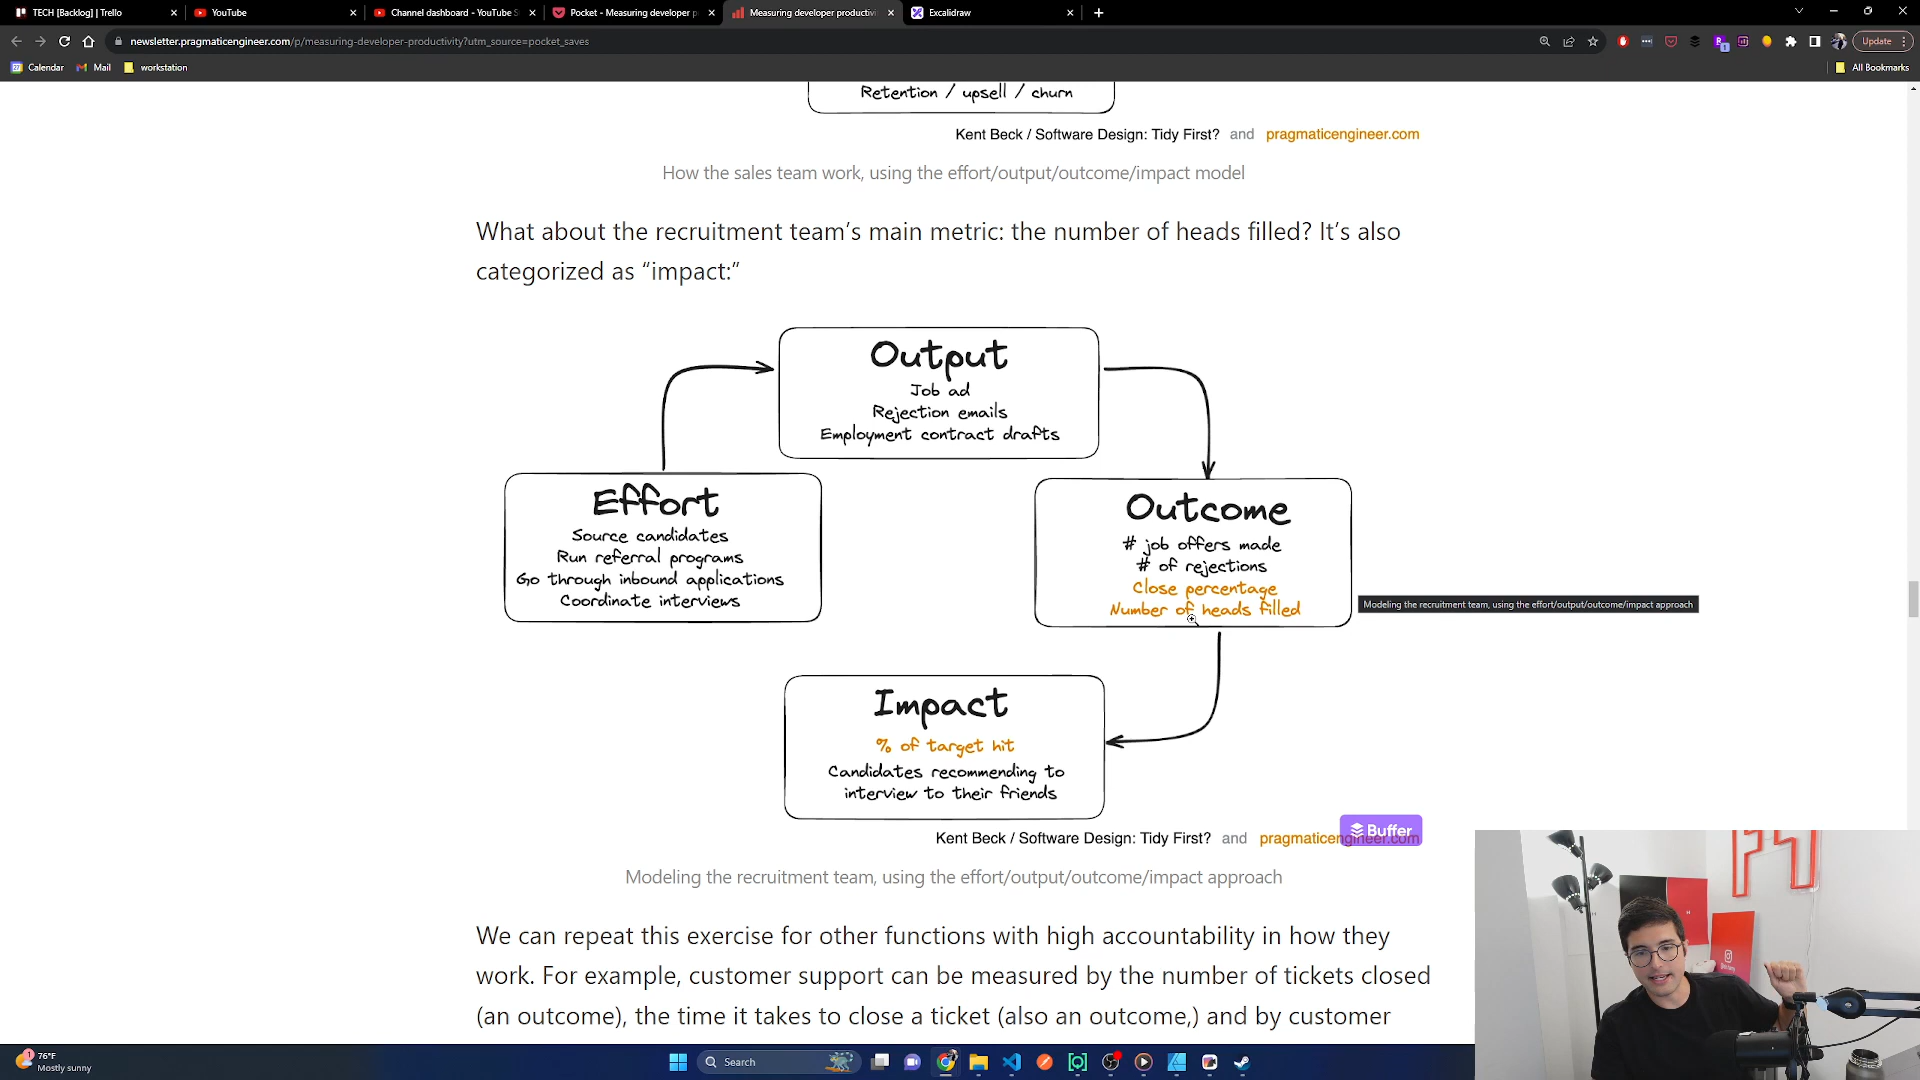 TECH [Backlog] | Trello
YouTube
Channel dashboard - YouTube S
Pocket - Measuring developer p
Measuring developer productivi
Excalidraw
newsletter.pragmaticengineer.com/p/measuring-developer-productivity?utm_source=pocket_saves
Update
Calendar
Mail
workstation
All Bookmarks
Retention / upsell / churn
Kent Beck / Software Design: Tidy First? and pragmaticengineer.com
How the sales team work, using the effort/output/outcome/impact model
What about the recruitment team’s main metric: the number of heads filled? It’s also
categorized as “impact:”
Output
Job ad
Rejection emails
Employment contract drafts
Effort
Source candidates
Run referral programs
Go through inbound applications
Coordinate interviews
Outcome
# job offers made
# of rejections
Close percentage
Number of heads filled
Modeling the recruitment team, using the effort/output/outcome/impact approach
Impact
% of target hit
Candidates recommending to
interview to their friends
Buffer
Kent Beck / Software Design: Tidy First? and pragmaticengineer.com
Modeling the recruitment team, using the effort/output/outcome/impact approach
We can repeat this exercise for other functions with high accountability in how they
work. For example, customer support can be measured by the number of tickets closed
(an outcome), the time it takes to close a ticket (also an outcome,) and by customer
1
76°F
Mostly sunny
Search